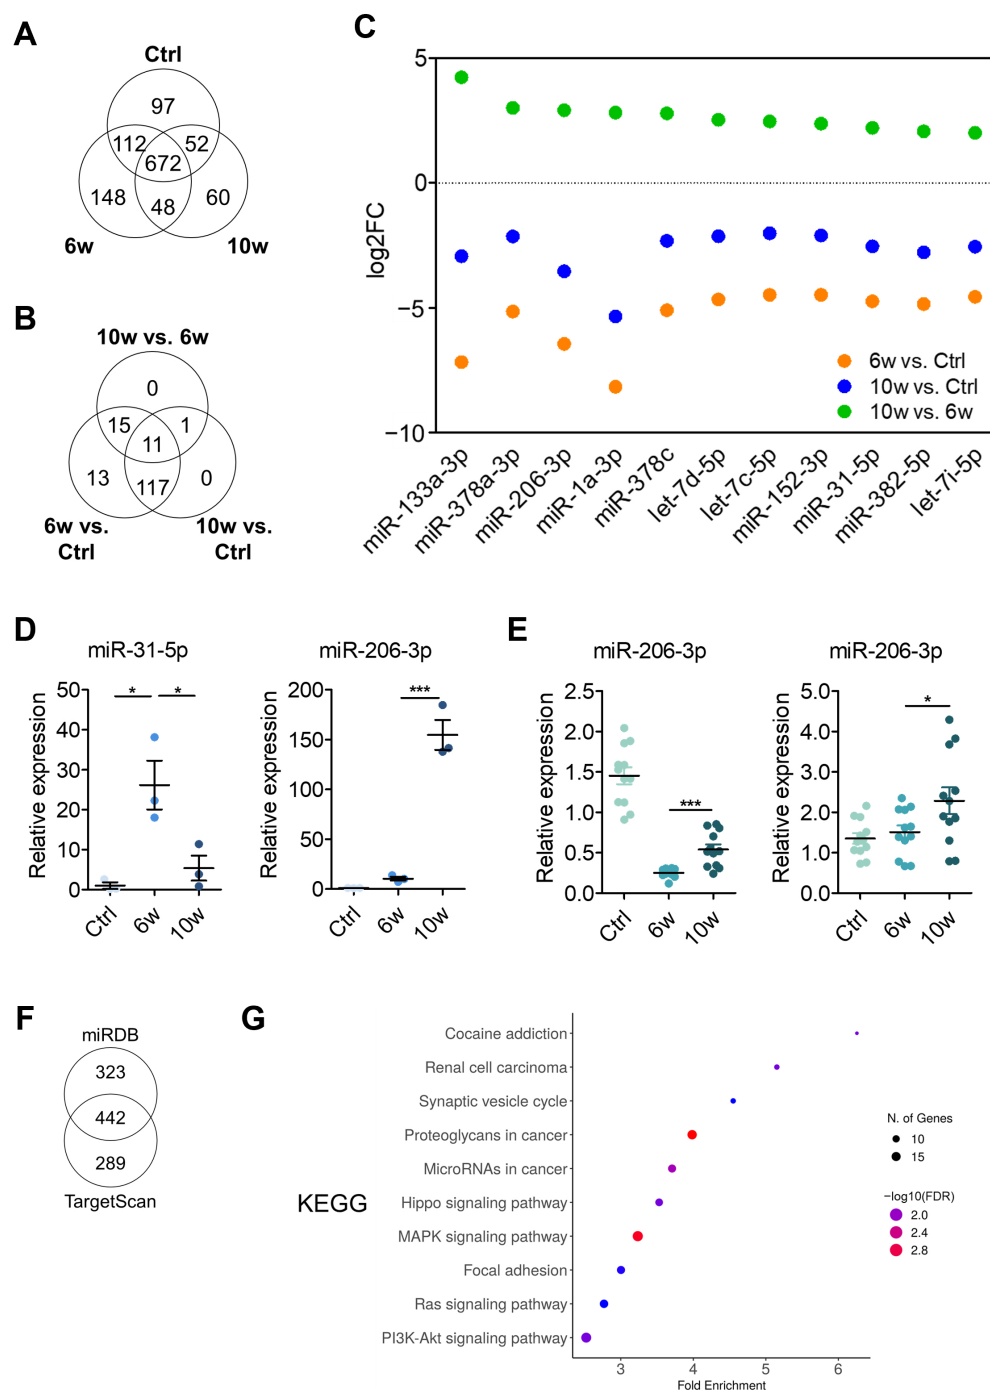 A
Ctrl
97
112
52
672
148
48
60
6w
10w
B
10w vs. 6w
0
15
1
11
13
117
0
6w vs.
Ctrl
10w vs.
Ctrl
C
log2FC
5
0
−5
−10
6w vs. Ctrl
10w vs. Ctrl
10w vs. 6w
miR-133a-3p
miR-378a-3p
miR-206-3p
miR-1a-3p
miR-378c
let-7d-5p
let-7c-5p
miR-152-3p
miR-31-5p
miR-382-5p
let-7i-5p
D
miR-31-5p
Relative expression
50
40
30
20
10
0
*
*
Ctrl
6w
10w
miR-206-3p
Relative expression
200
150
100
50
0
***
Ctrl
6w
10w
E
miR-206-3p
Relative expression
2.5
2.0
1.5
1.0
0.5
0.0
***
Ctrl
6w
10w
miR-206-3p
Relative expression
5.0
4.0
3.0
2.0
1.0
0.0
*
Ctrl
6w
10w
F
miRDB
323
442
289
TargetScan
G
KEGG
Cocaine addiction
Renal cell carcinoma
Synaptic vesicle cycle
Proteoglycans in cancer
MicroRNAs in cancer
Hippo signaling pathway
MAPK signaling pathway
Focal adhesion
Ras signaling pathway
PI3K-Akt signaling pathway
3
4
5
6
Fold Enrichment
N. of Genes
10
15
−log10(FDR)
2.0
2.4
2.8